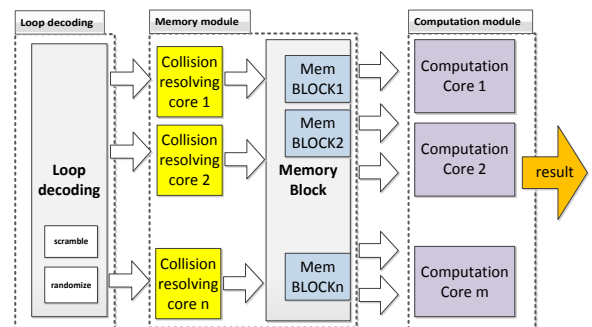 Loop decoding
Memory module
Computation module
Loop
decoding
scramble
randomize
Collision
resolving
core 1
Collision
resolving
core 2
Collision
resolving
core n
Memory
Block
Mem
BLOCK1
Mem
BLOCK2
Mem
BLOCKn
Computation
Core 1
Computation
Core 2
Computation
Core m
result